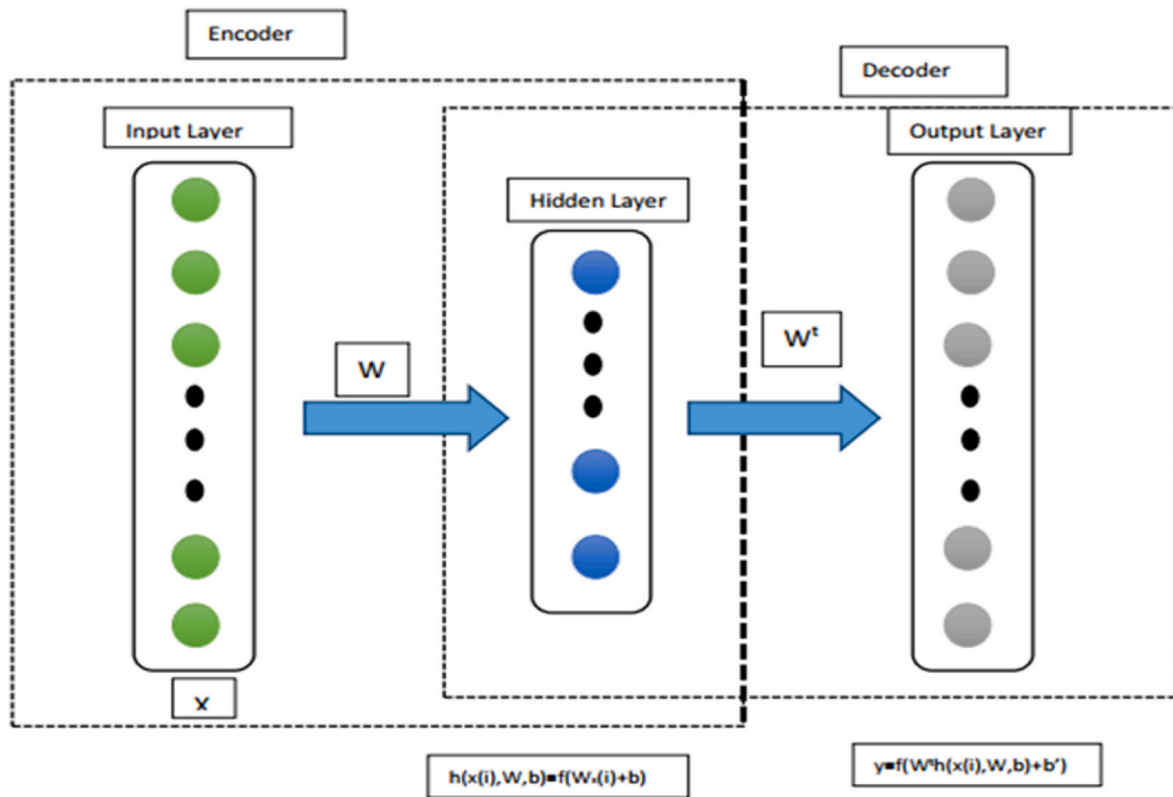 Encoder
Decoder
Input Layer
Output Layer
Hidden Layer
W
Wᵗ
X
h(x(i),W,b)=f(Wₓ(i)+b)
y=f(Wᵗh(x(i),W,b)+b')